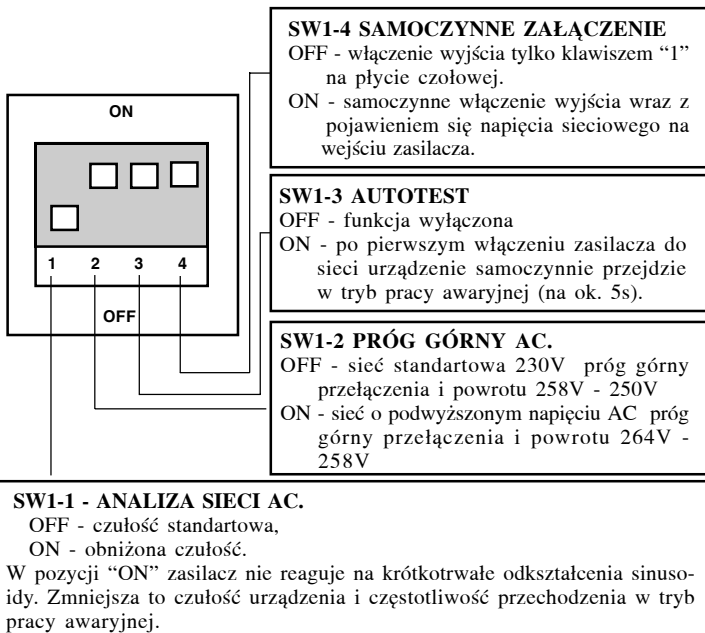 SW1-4 SAMOCZYNNE ZAŁĄCZENIE
OFF - włączenie wyjścia tylko klawiszem “1”
na płycie czołowej.
ON - samoczynne włączenie wyjścia wraz z
pojawieniem się napięcia sieciowego na
wejściu zasilacza.
ON
1 2 3 4
OFF
SW1-3 AUTOTEST
OFF - funkcja wyłączona
ON - po pierwszym włączeniu zasilacza do
sieci urządzenie samoczynnie przejdzie
w tryb pracy awaryjnej (na ok. 5s).
SW1-2 PRÓG GÓRNY AC.
OFF - sieć standartowa 230V próg górny
przełączenia i powrotu 258V - 250V
ON - sieć o podwyższonym napięciu AC próg
górny przełączenia i powrotu 264V -
258V
SW1-1 - ANALIZA SIECI AC.
OFF - czułość standartowa,
ON - obniżona czułość.
W pozycji “ON” zasilacz nie reaguje na krótkotrwałe odkształcenia sinuso-
idy. Zmniejsza to czułość urządzenia i częstotliwość przechodzenia w tryb
pracy awaryjnej.